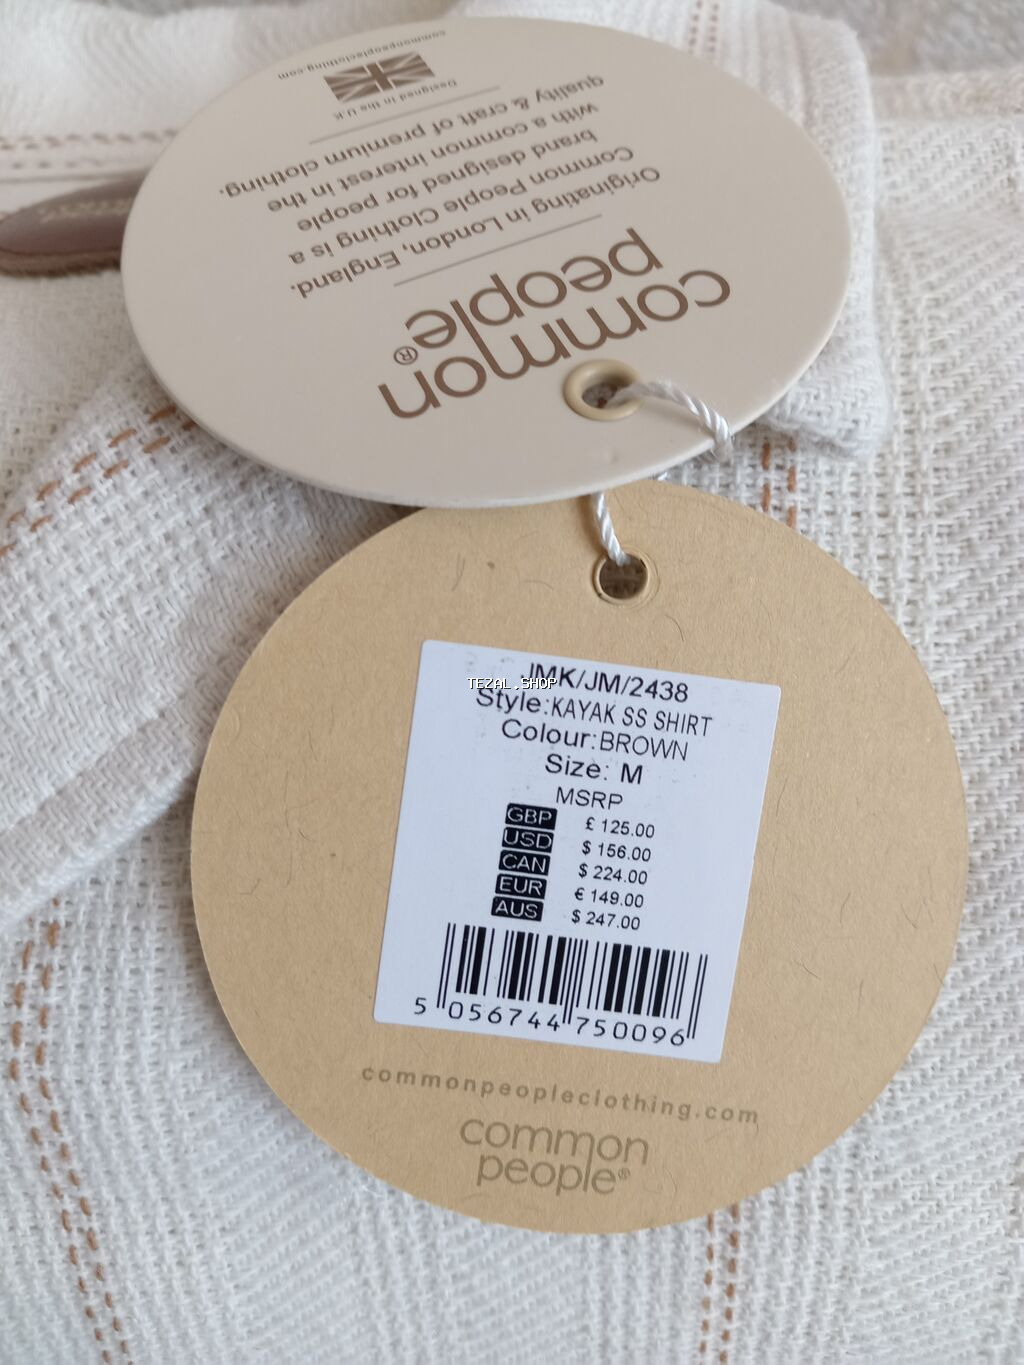 common
people®
Originating in London, England.
Common People Clothing is a
brand designed for people
with a common interest in the
quality & craft of premium clothing.
Designed in the U.K
commonpeopleclothing.com
JMK/JM/2438
TEZAL.SHOP
Style:KAYAK SS SHIRT
Colour:BROWN
Size: M
MSRP
GBP £ 125.00
USD $ 156.00
CAN $ 224.00
EUR € 149.00
AUS $ 247.00
5 056744 750096
commonpeopleclothing.com
common
people®